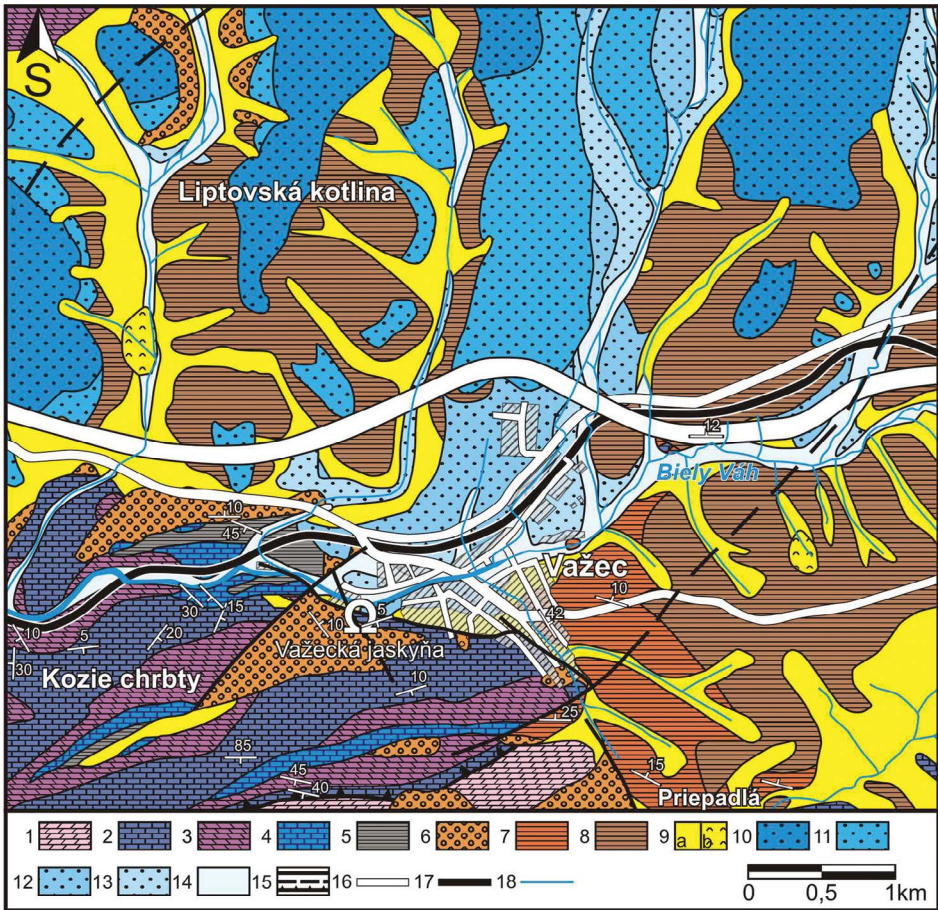 S
Liptovská kotlina
12
Biely Váh
10
45
Važec
10
42
Ω
5
10
Važecká jaskyňa
15
30
20
10
5
30
Kozie chrbty
10
25
85
45
40
15
Priepadlá
1 2 3 4 5 6 7 8 9 a b 10 11
12 13 14 15 16 17 18
0 0,5 1km